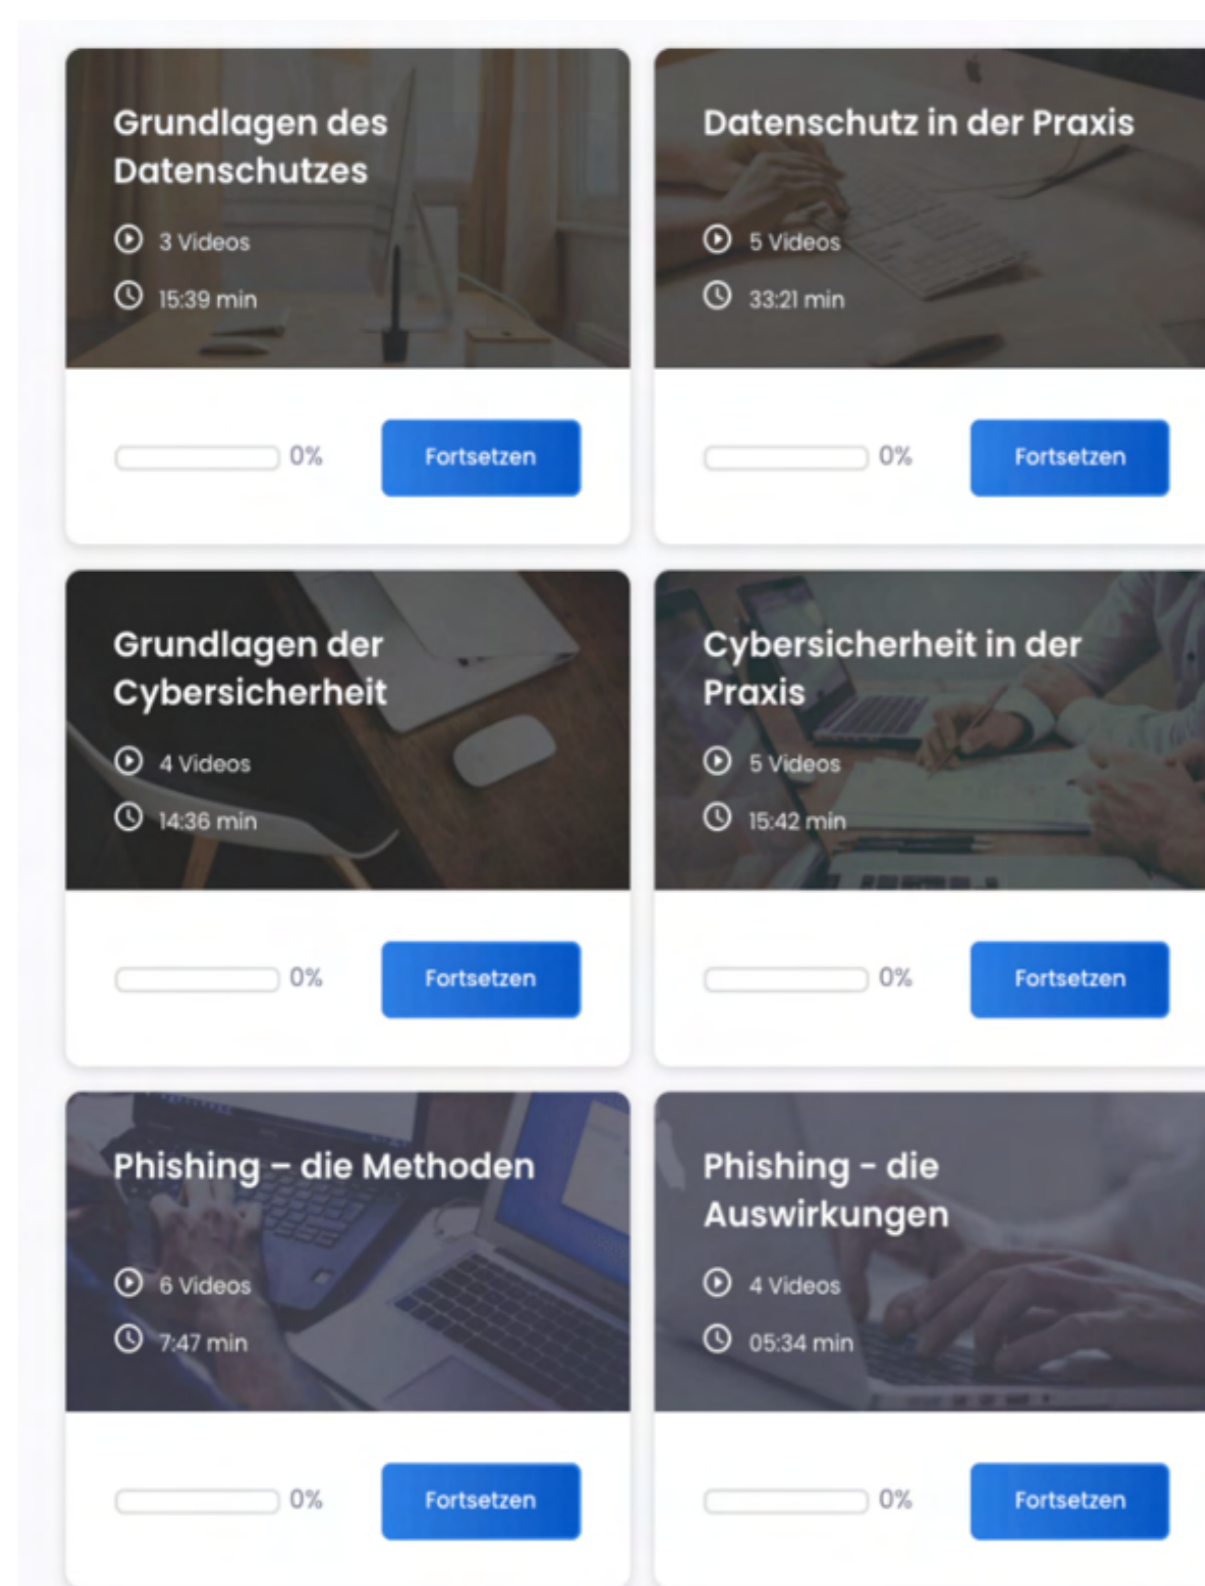 Grundlagen des
Datenschutzes
3 Videos
15:39 min
0%
Fortsetzen
Datenschutz in der Praxis
5 Videos
33:21 min
0%
Fortsetzen
Grundlagen der
Cybersicherheit
4 Videos
14:36 min
0%
Fortsetzen
Cybersicherheit in der
Praxis
5 Videos
15:42 min
0%
Fortsetzen
Phishing – die Methoden
6 Videos
7:47 min
0%
Fortsetzen
Phishing - die
Auswirkungen
4 Videos
05:34 min
0%
Fortsetzen